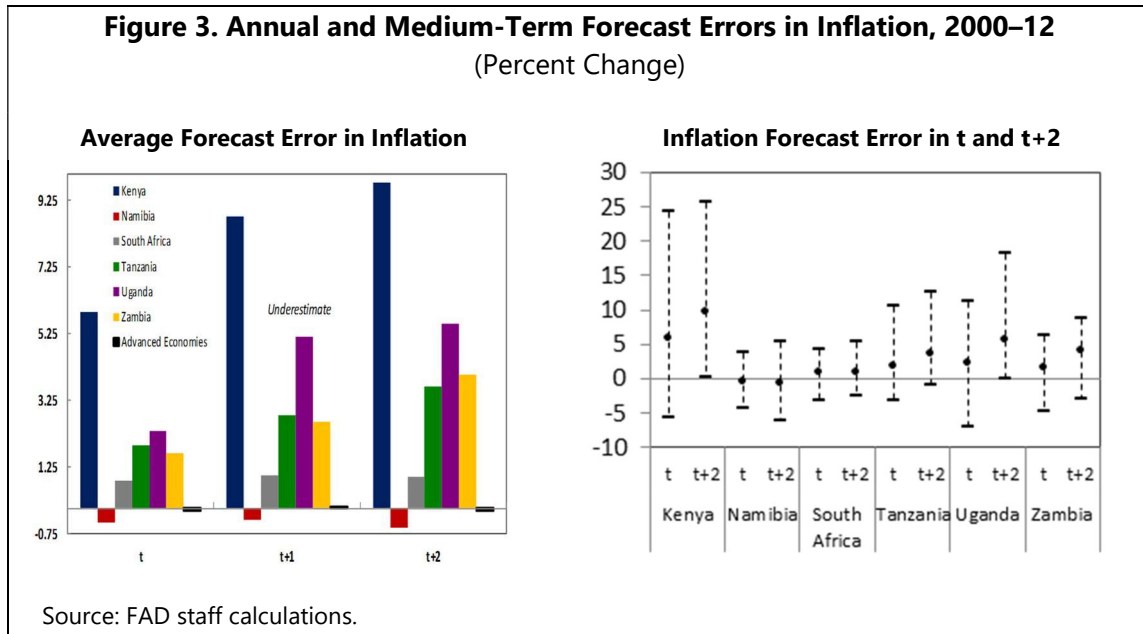 Figure 3. Annual and Medium-Term Forecast Errors in Inflation, 2000–12
(Percent Change)
Average Forecast Error in Inflation
9.25
7.25
5.25
3.25
1.25
-0.75
Kenya
Namibia
South Africa
Tanzania
Uganda
Zambia
Advanced Economies
Underestimate
t t+1 t+2
Inflation Forecast Error in t and t+2
30
25
20
15
10
5
0
-5
-10
t t+2 t t+2 t t+2 t t+2 t t+2 t t+2
Kenya Namibia South Tanzania Uganda Zambia
Africa
Source: FAD staff calculations.